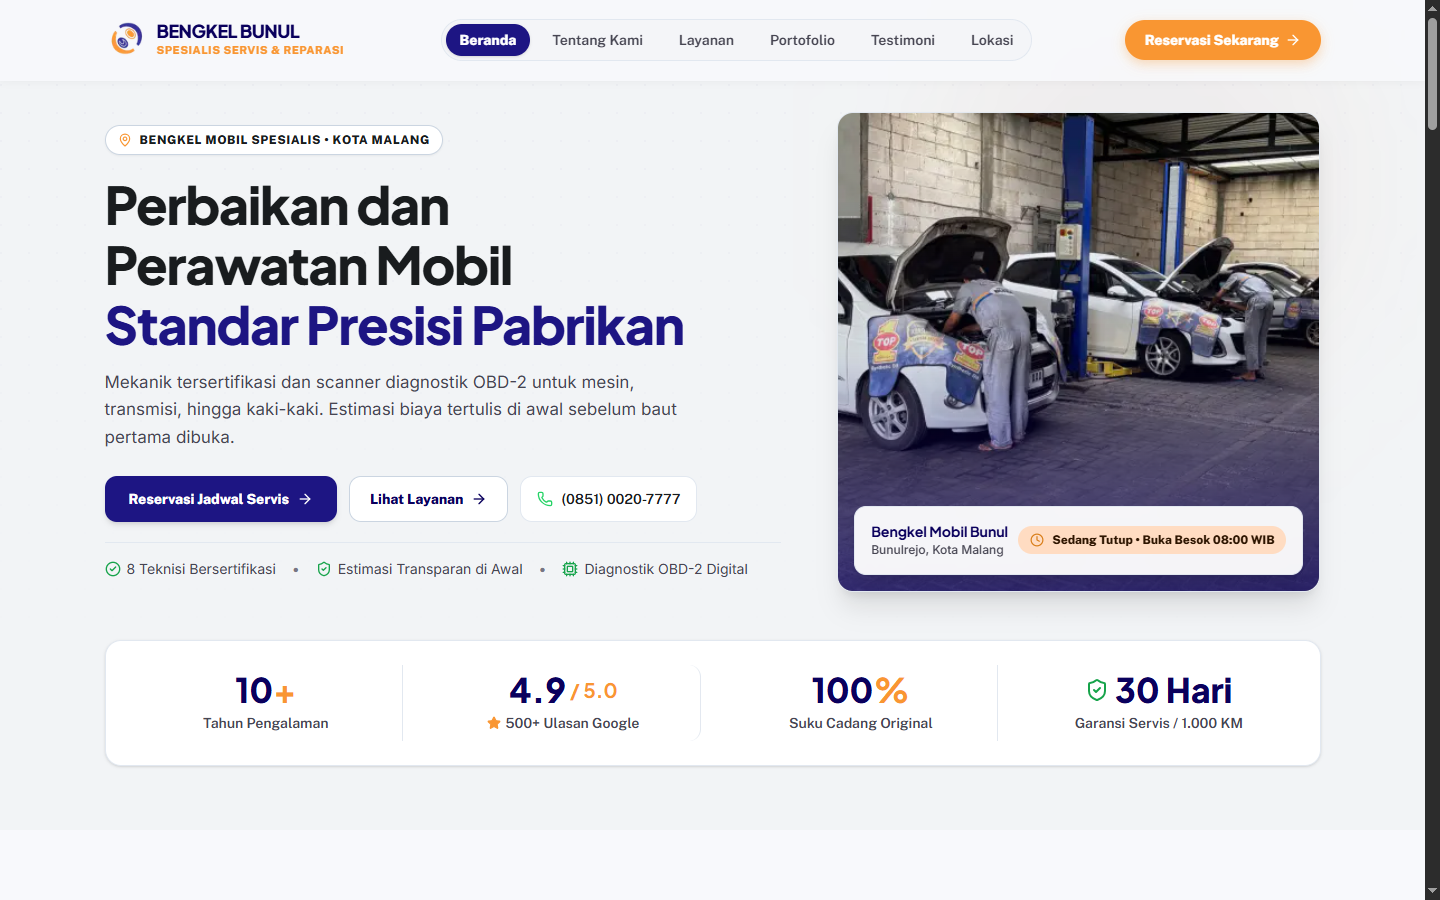 BENGKEL BUNUL
SPESIALIS SERVIS & REPARASI
Beranda
Tentang Kami
Layanan
Portofolio
Testimoni
Lokasi
Reservasi Sekarang
BENGKEL MOBIL SPESIALIS • KOTA MALANG
Perbaikan dan
Perawatan Mobil
Standar Presisi Pabrikan
Mekanik tersertifikasi dan scanner diagnostik OBD-2 untuk mesin,
transmisi, hingga kaki-kaki. Estimasi biaya tertulis di awal sebelum baut
pertama dibuka.
Reservasi Jadwal Servis
Lihat Layanan
(0851) 0020-7777
8 Teknisi Bersertifikasi • Estimasi Transparan di Awal • Diagnostik OBD-2 Digital
TOP
TOP
Bengkel Mobil Bunul
Bunulrejo, Kota Malang
Sedang Tutup • Buka Besok 08:00 WIB
10+
Tahun Pengalaman
4.9 / 5.0
500+ Ulasan Google
100%
Suku Cadang Original
30 Hari
Garansi Servis / 1.000 KM